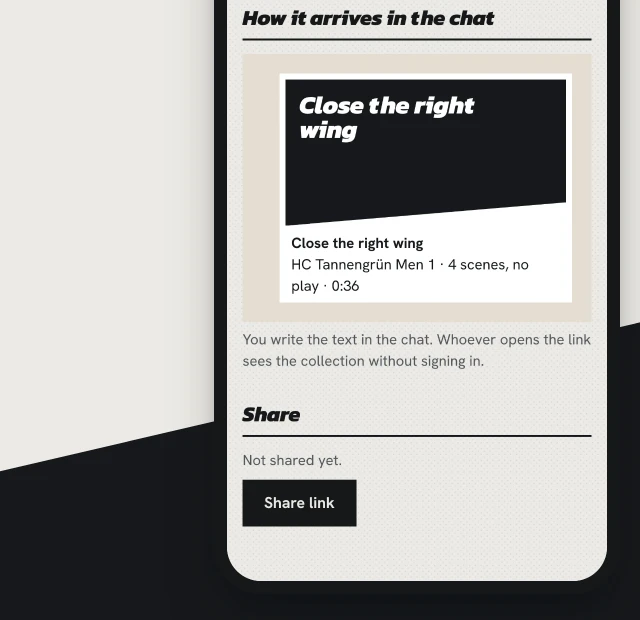 How it arrives in the chat
Close the right
wing
Close the right wing
HC Tannengrün Men 1 · 4 scenes, no
play · 0:36
You write the text in the chat. Whoever opens the link
sees the collection without signing in.
Share
Not shared yet.
Share link